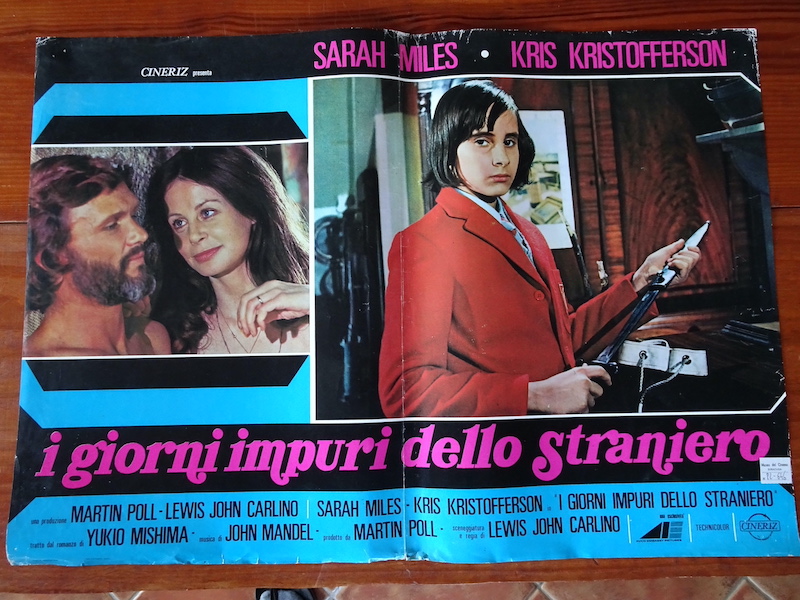 SARAH MILES • KRIS KRISTOFFERSON
CINERIZ presenta
i giorni impuri dello straniero
una produzione MARTIN POLL - LEWIS JOHN CARLINO | SARAH MILES - KRIS KRISTOFFERSON in "I GIORNI IMPURI DELLO STRANIERO"
tratto dal romanzo di YUKIO MISHIMA - musica di JOHN MANDEL - prodotto da MARTIN POLL - sceneggiatura e regia di LEWIS JOHN CARLINO
TECHNICOLOR
CINERIZ